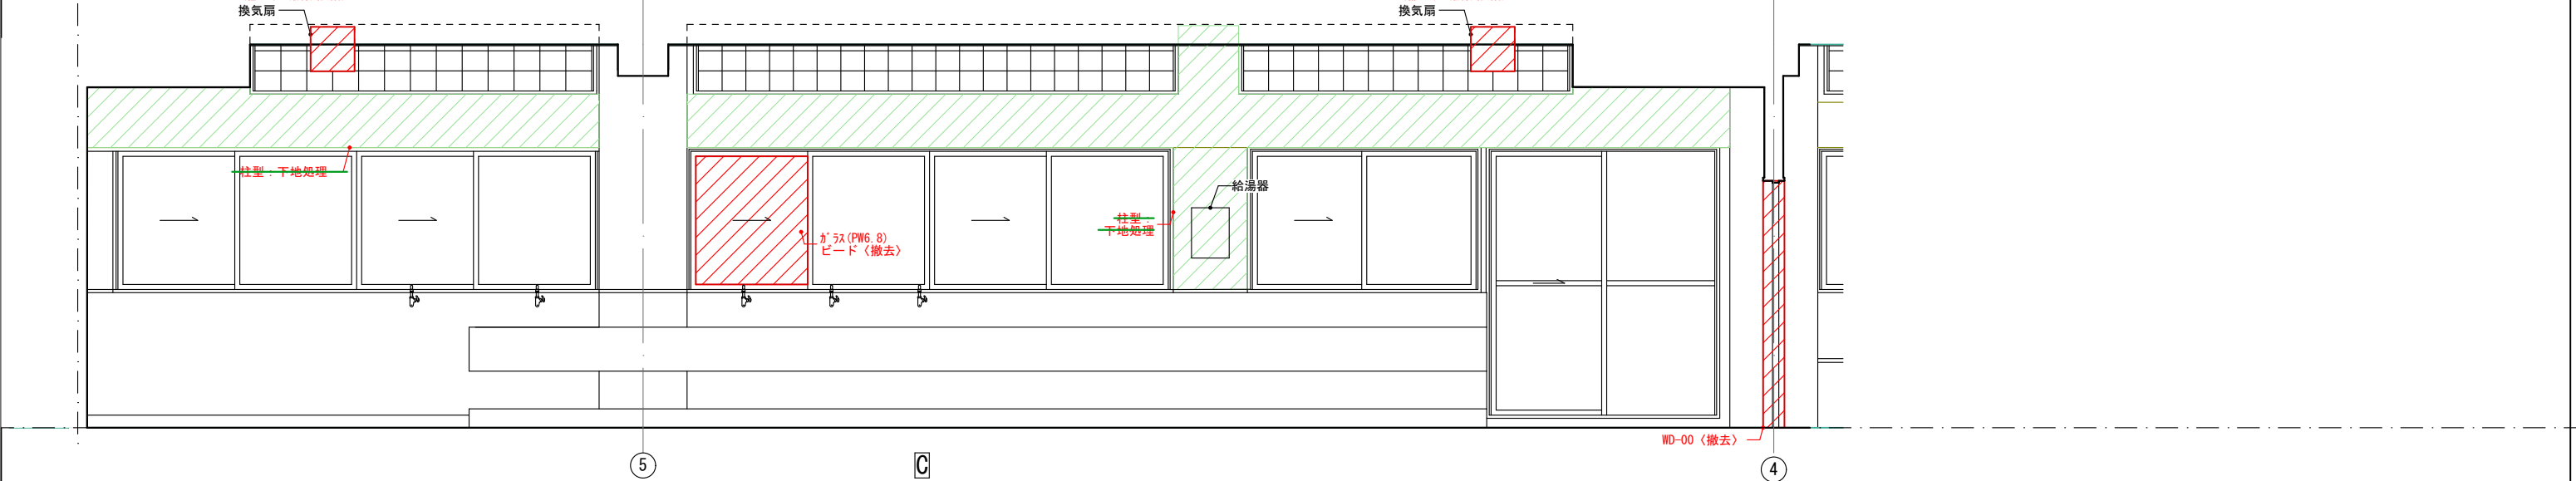 換気扇
換気扇
柱型：下地処理
給湯器
柱型：
下地処理
ｶﾞﾗｽ(PW6.8)
ビード〈撤去〉
WD-00〈撤去〉
5
C
4